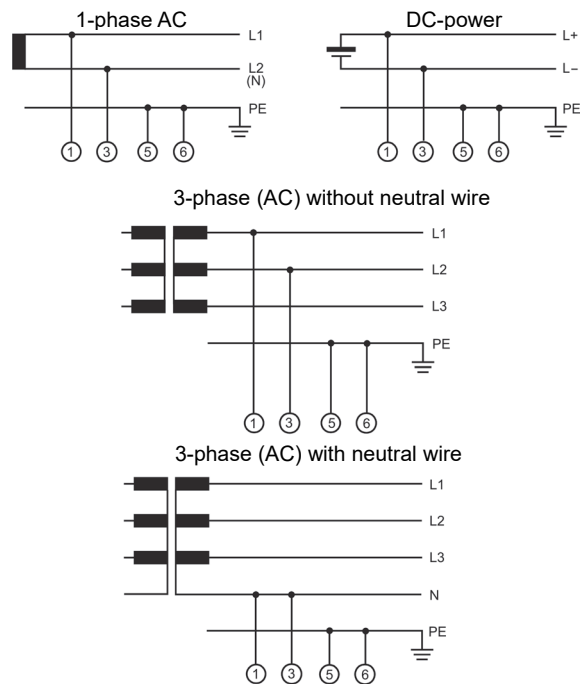 1-phase AC
L1
L2
(N)
PE
1 3 5 6
DC-power
L+
L−
PE
1 3 5 6
3-phase (AC) without neutral wire
L1
L2
L3
PE
1 3 5 6
3-phase (AC) with neutral wire
L1
L2
L3
N
PE
1 3 5 6